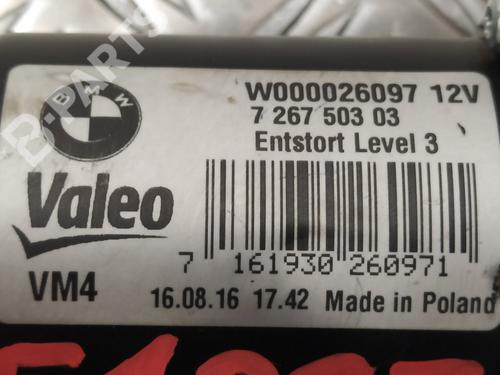 BMW
W000026097 12V
7 267 503 03
Entstort Level 3
Valeo
7 161930 260971
VM4
16.08.16 17.42 Made in Poland
B-PARTS